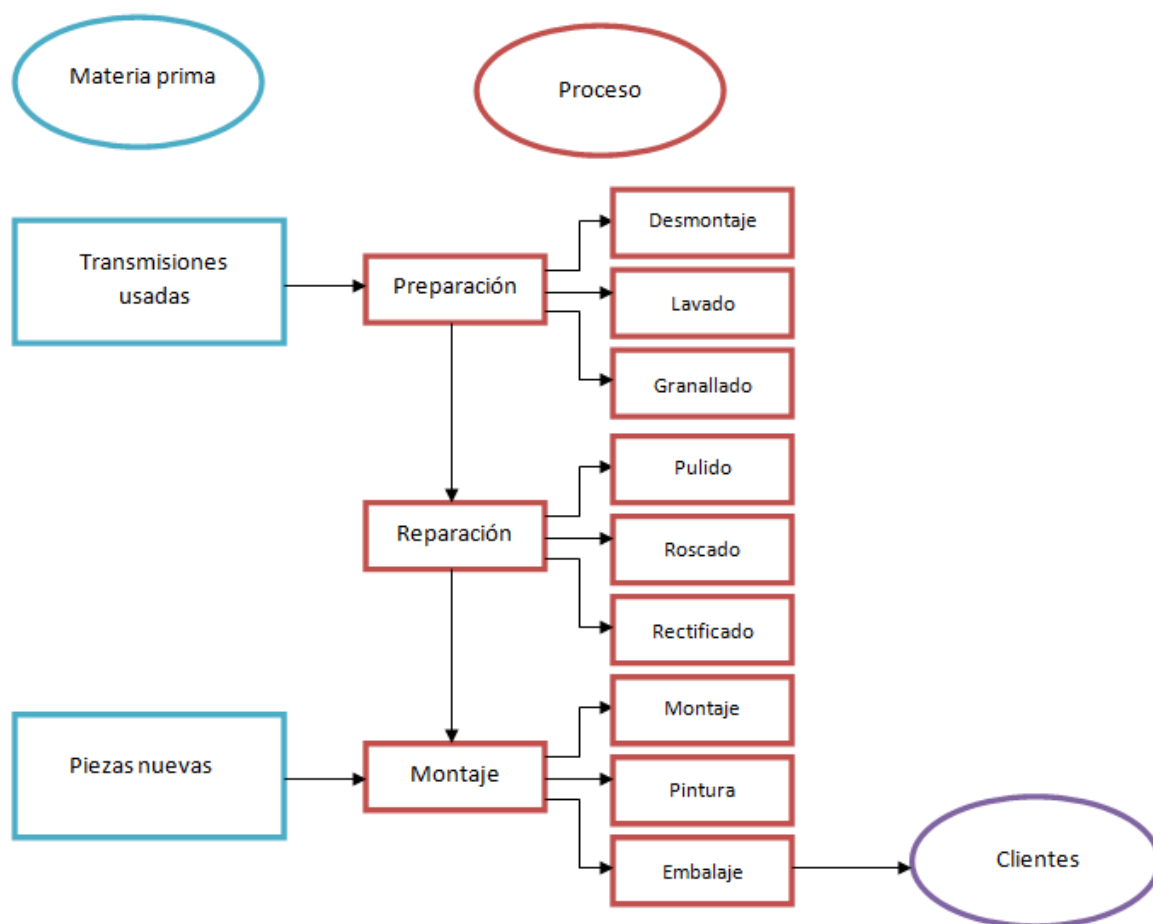 Materia prima
Proceso
Transmisiones
usadas
Preparación
Desmontaje
Lavado
Granallado
Reparación
Pulido
Roscado
Rectificado
Piezas nuevas
Montaje
Montaje
Pintura
Embalaje
Clientes